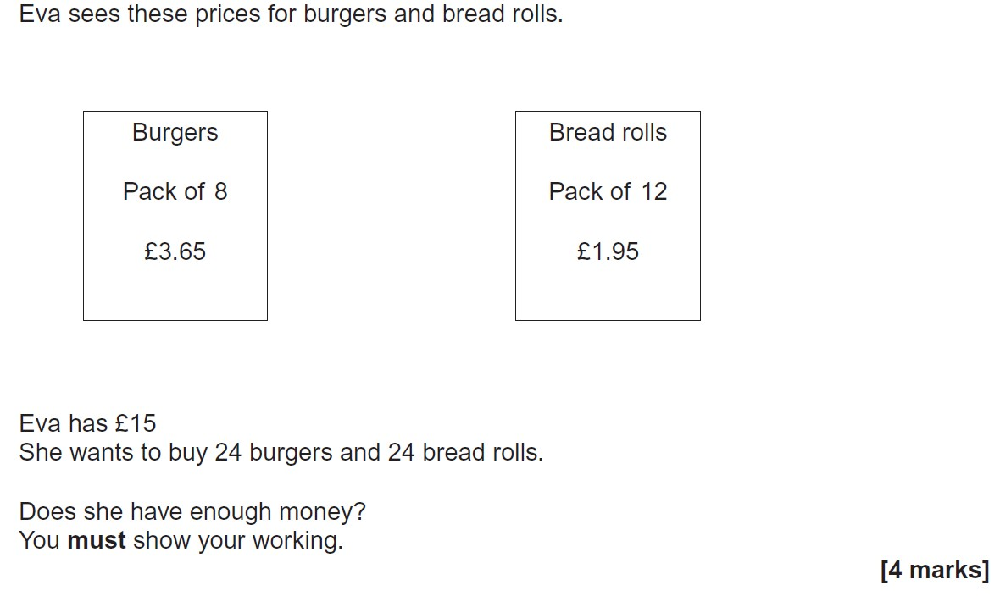 Eva sees these prices for burgers and bread rolls.
Burgers
Pack of 8
£3.65
Bread rolls
Pack of 12
£1.95
Eva has £15
She wants to buy 24 burgers and 24 bread rolls.
Does she have enough money?
You must show your working.
[4 marks]